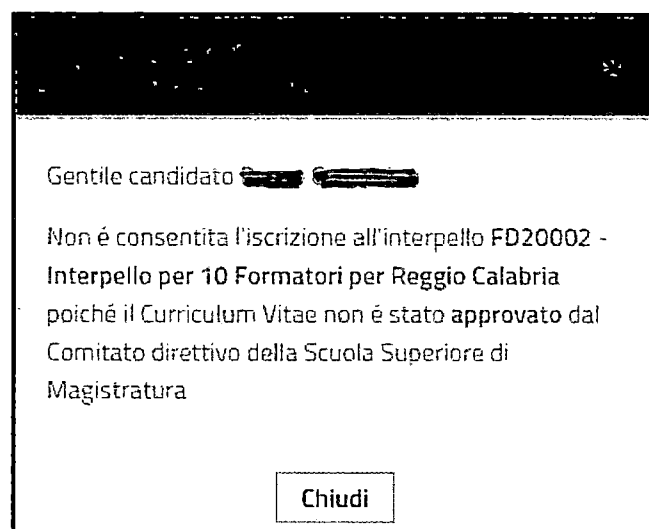 Gentile candidato
Non é consentita l'iscrizione all'interpello FD20002 -
Interpello per 10 Formatori per Reggio Calabria
poiché il Curriculum Vitae non é stato approvato dal
Comitato direttivo della Scuola Superiore di
Magistratura
Chiudi